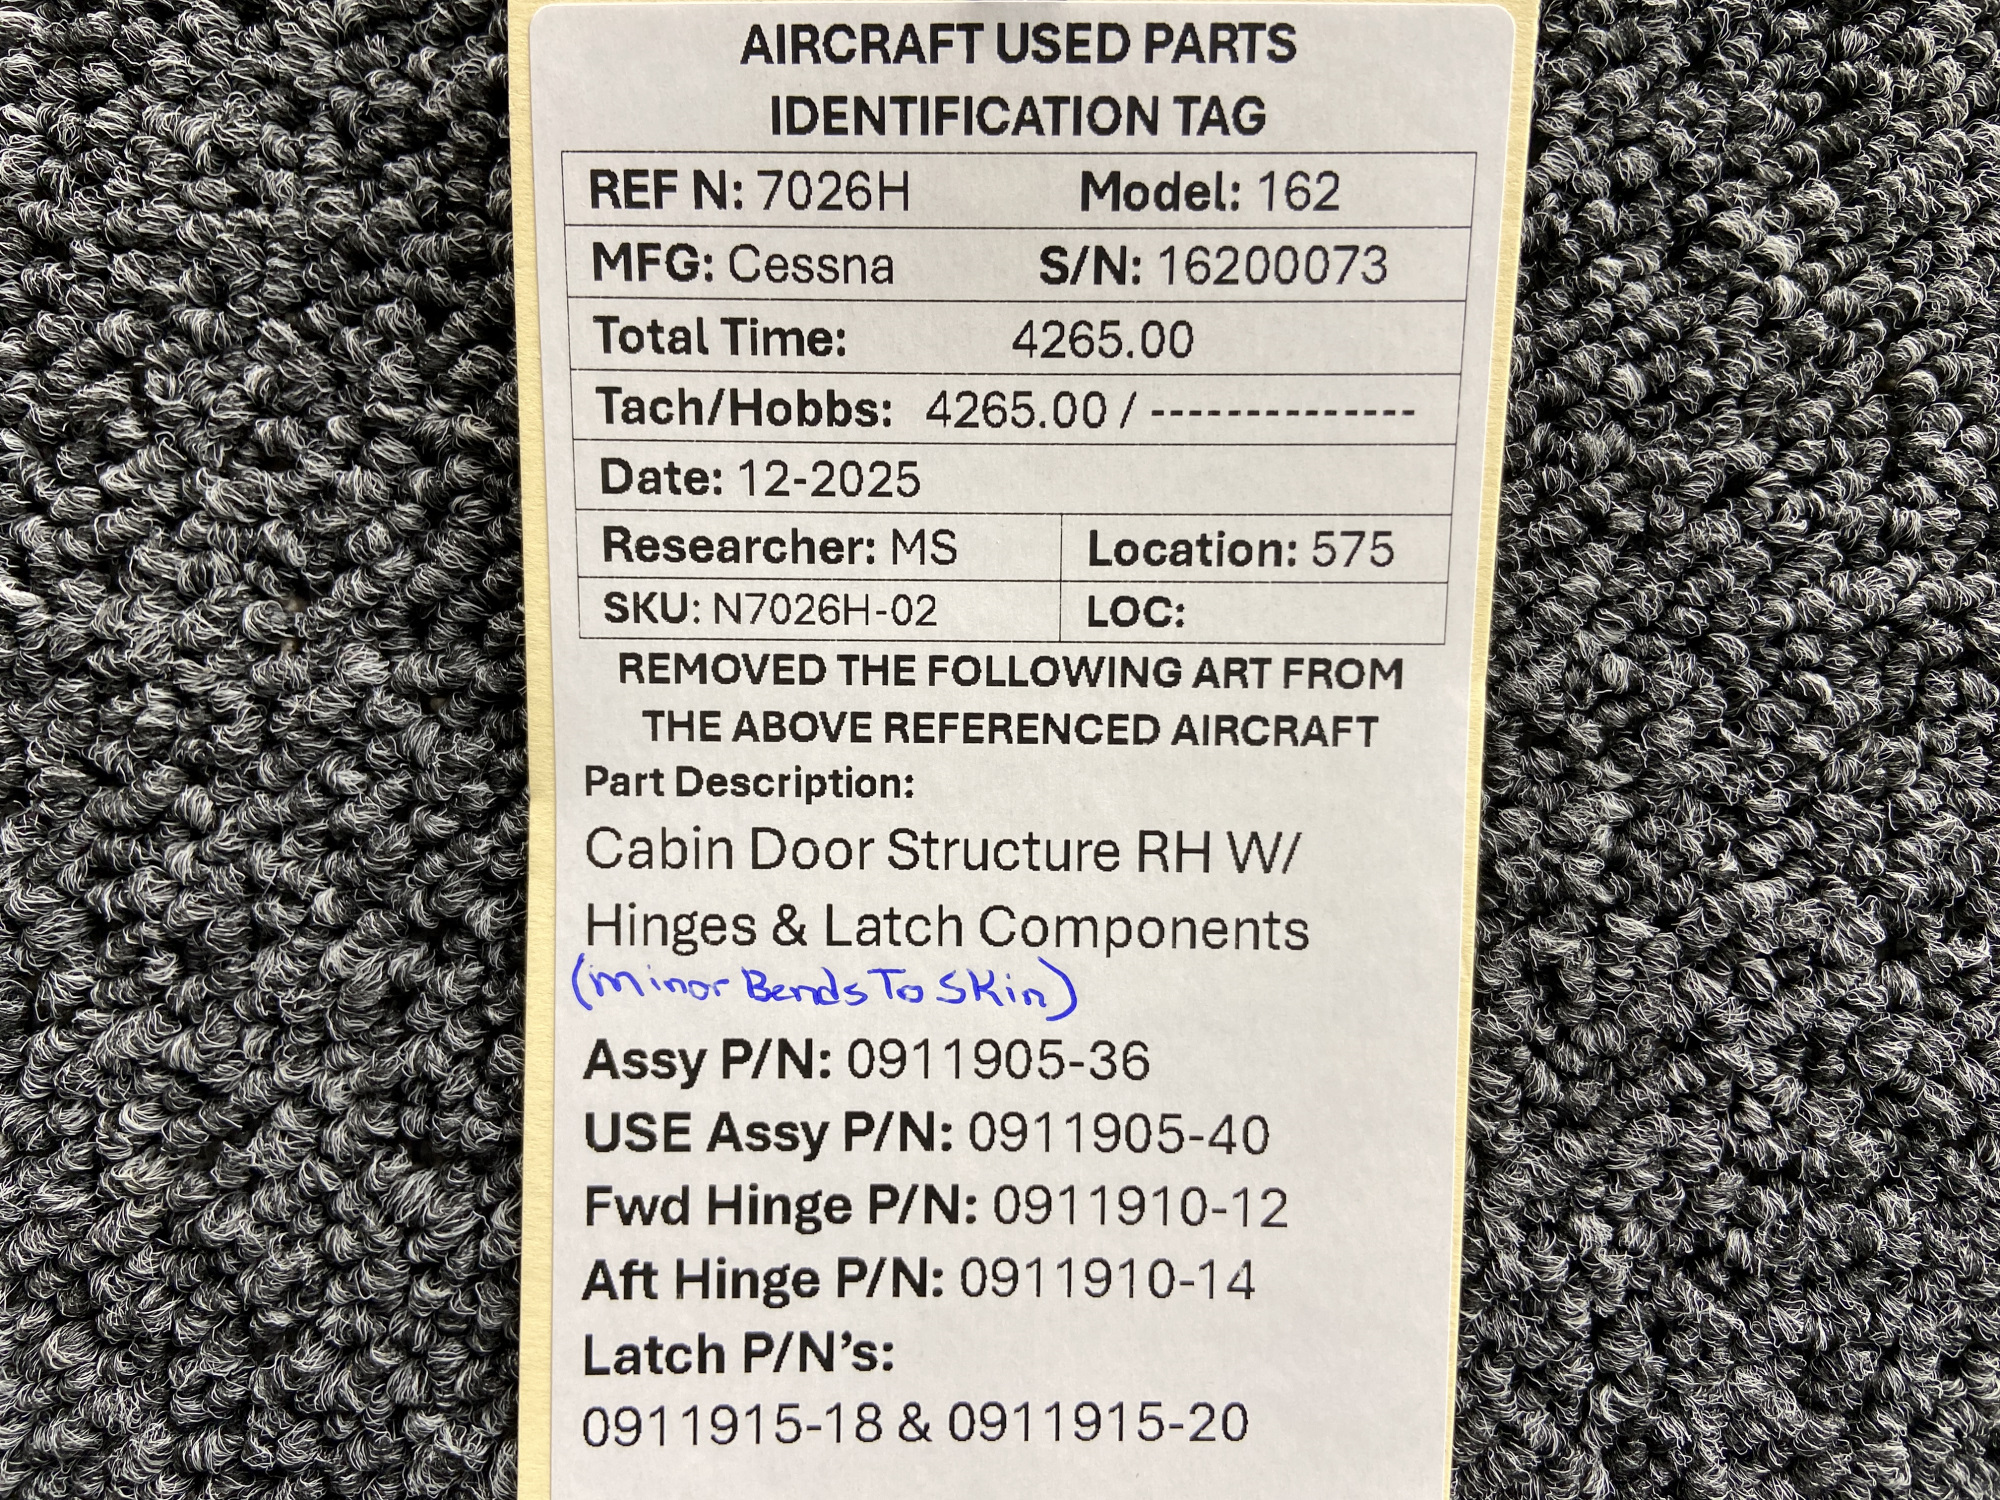 AIRCRAFT USED PARTS
IDENTIFICATION TAG
REF N: 7026H Model: 162
MFG: Cessna S/N: 16200073
Total Time: 4265.00
Tach/Hobbs: 4265.00 / --------------
Date: 12-2025
Researcher: MS Location: 575
SKU: N7026H-02 LOC:
REMOVED THE FOLLOWING ART FROM
THE ABOVE REFERENCED AIRCRAFT
Part Description:
Cabin Door Structure RH W/
Hinges & Latch Components
(Minor Bends To Skin)
Assy P/N: 0911905-36
USE Assy P/N: 0911905-40
Fwd Hinge P/N: 0911910-12
Aft Hinge P/N: 0911910-14
Latch P/N's:
0911915-18 & 0911915-20